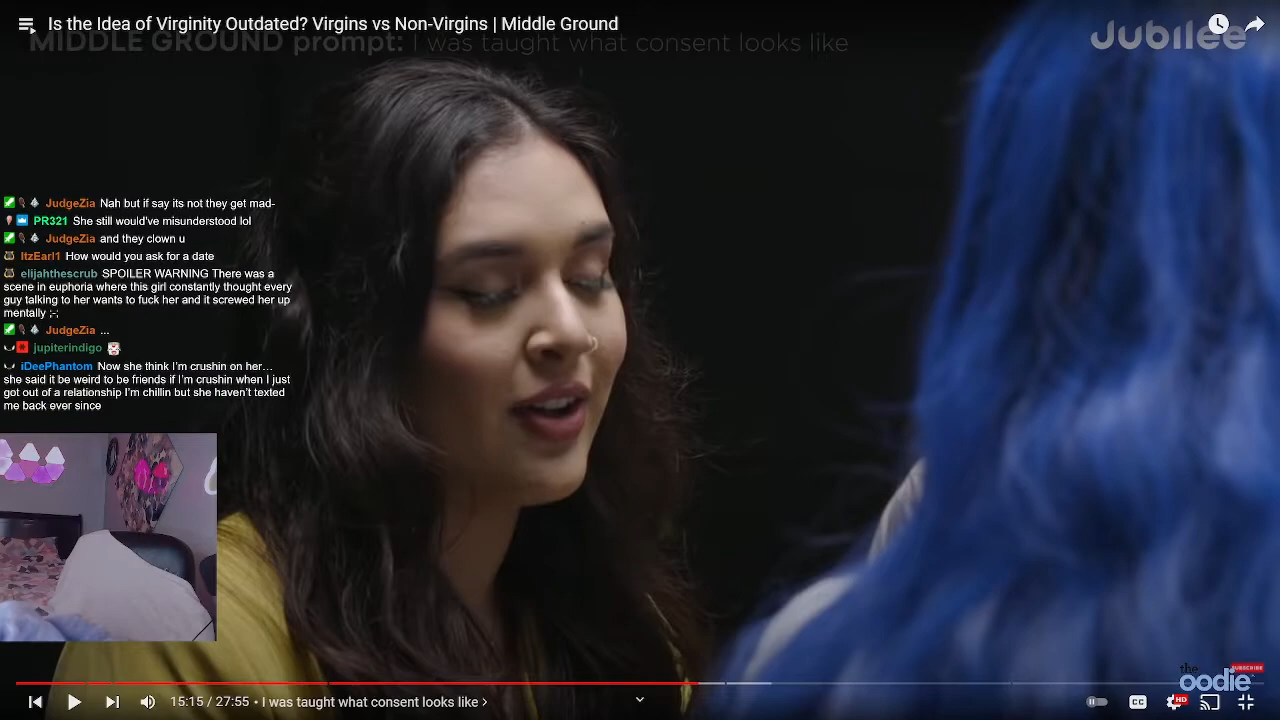 Is the Idea of Virginity Outdated? Virgins vs Non-Virgins | Middle Ground
MIDDLE GROUND prompt: I was taught what consent looks like
Jubilee
JudgeZia Nah but if say its not they get mad-
PR321 She still would've misunderstood lol
JudgeZia and they clown u
ItzEarl1 How would you ask for a date
elijahthescrub SPOILER WARNING There was a
scene in euphoria where this girl constantly thought every
guy talking to her wants to fuck her and it screwed her up
mentally ;-;
JudgeZia ...
jupiterindigo
iDeePhantom Now she think I'm crushin on her...
she said it be weird to be friends if I'm crushin when I just
got out of a relationship I'm chillin but she haven't texted
me back ever since
the
oodie
SUBSCRIBE
15:15 / 27:55 • I was taught what consent looks like
CC
HD